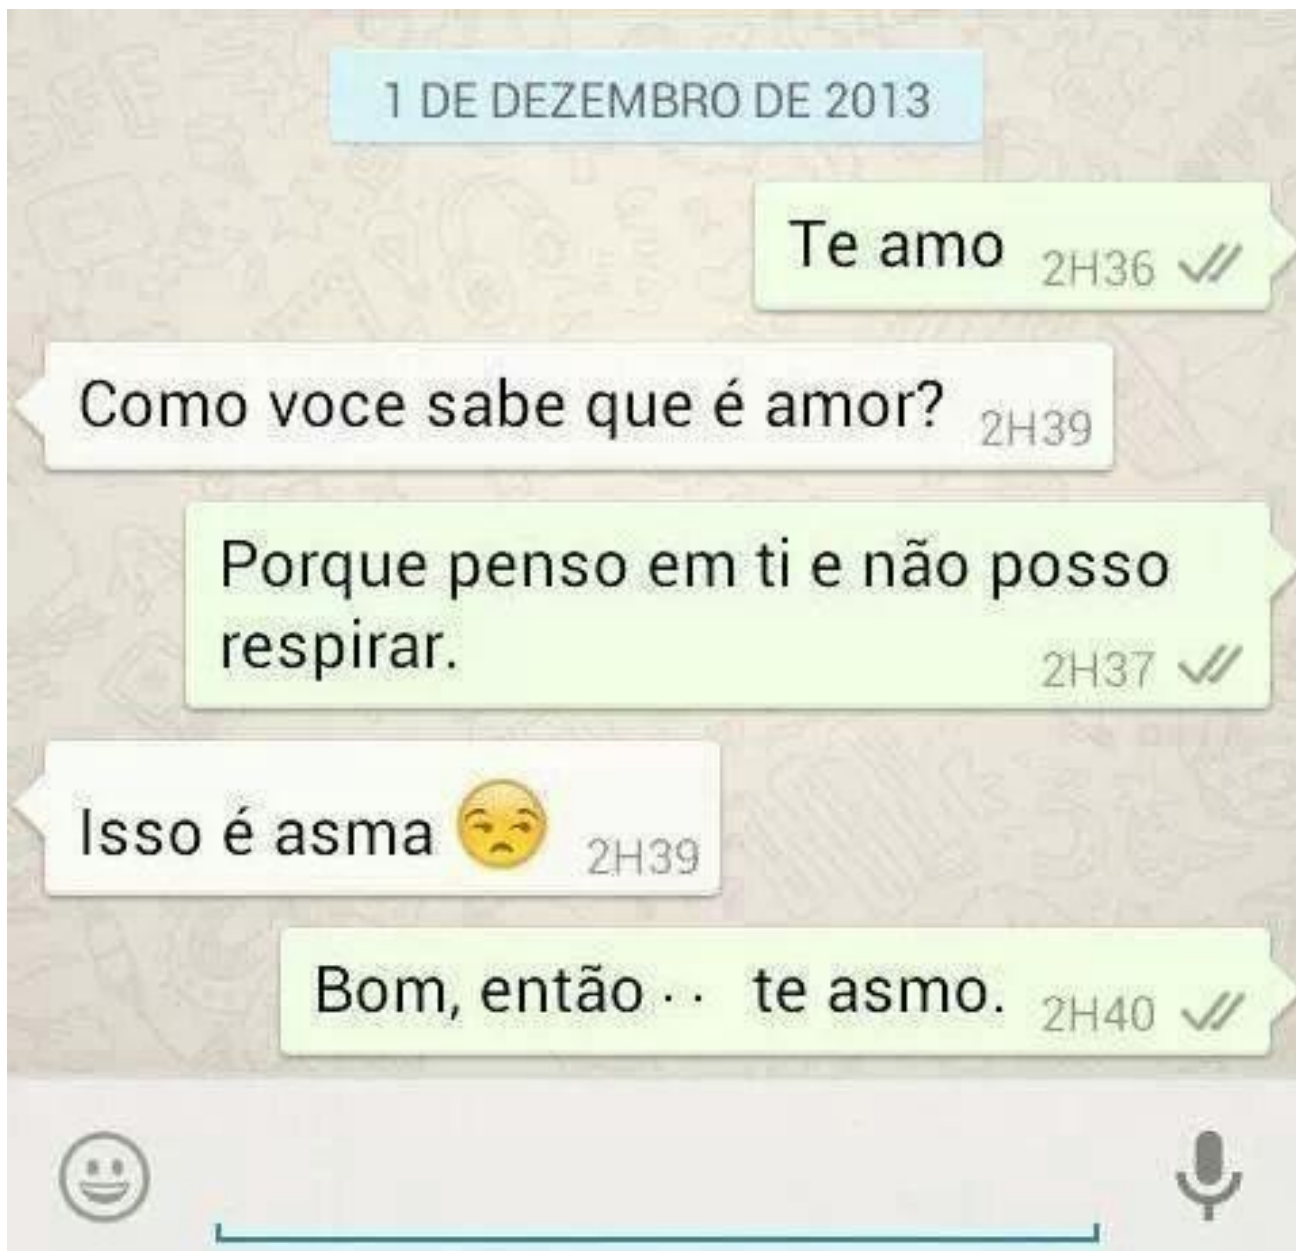 1 DE DEZEMBRO DE 2013
Te amo 2H36
Como voce sabe que é amor? 2H39
Porque penso em ti e não posso
respirar. 2H37
Isso é asma 2H39
Bom, então . . te asmo. 2H40